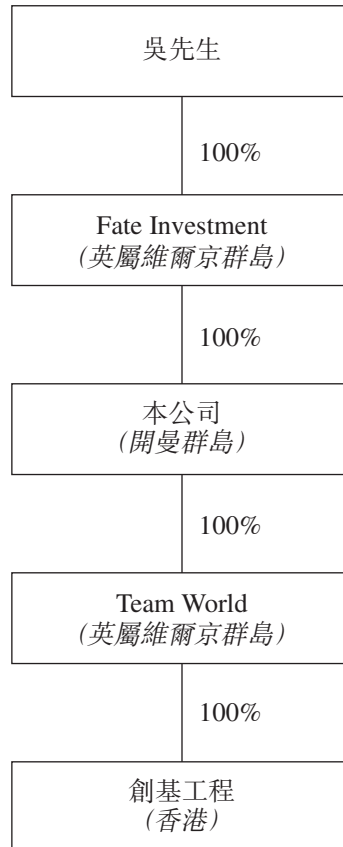 吳先生
100%
Fate Investment
（英屬維爾京群島）
100%
本公司
（開曼群島）
100%
Team World
（英屬維爾京群島）
100%
創基工程
（香港）